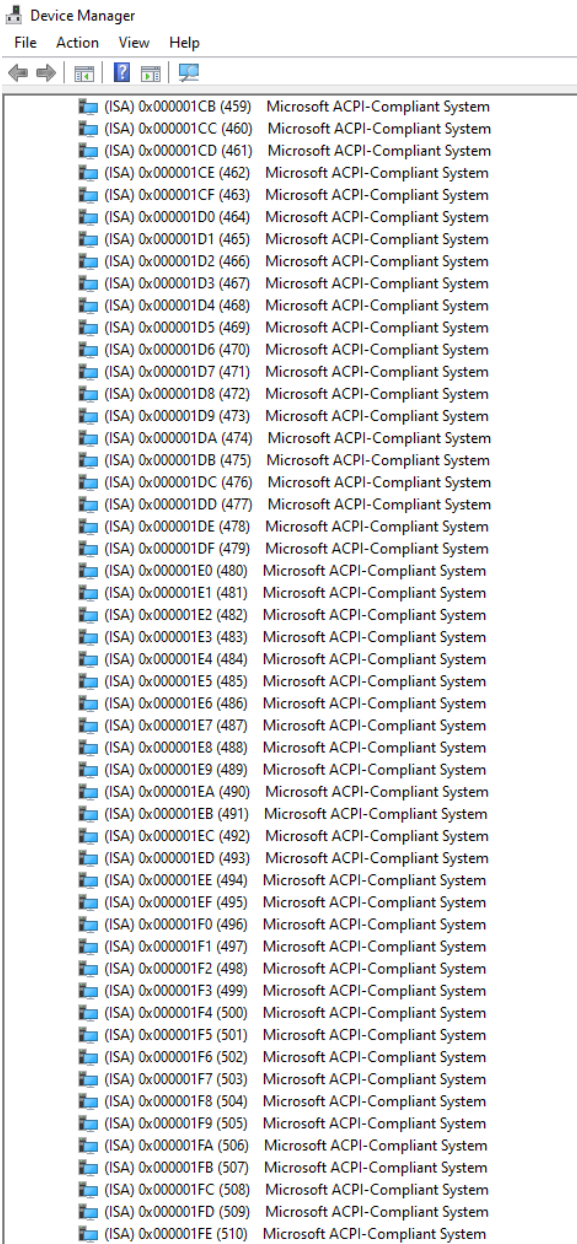 Device Manager
File Action View Help
(ISA) 0x000001CB (459) Microsoft ACPI-Compliant System
(ISA) 0x000001CC (460) Microsoft ACPI-Compliant System
(ISA) 0x000001CD (461) Microsoft ACPI-Compliant System
(ISA) 0x000001CE (462) Microsoft ACPI-Compliant System
(ISA) 0x000001CF (463) Microsoft ACPI-Compliant System
(ISA) 0x000001D0 (464) Microsoft ACPI-Compliant System
(ISA) 0x000001D1 (465) Microsoft ACPI-Compliant System
(ISA) 0x000001D2 (466) Microsoft ACPI-Compliant System
(ISA) 0x000001D3 (467) Microsoft ACPI-Compliant System
(ISA) 0x000001D4 (468) Microsoft ACPI-Compliant System
(ISA) 0x000001D5 (469) Microsoft ACPI-Compliant System
(ISA) 0x000001D6 (470) Microsoft ACPI-Compliant System
(ISA) 0x000001D7 (471) Microsoft ACPI-Compliant System
(ISA) 0x000001D8 (472) Microsoft ACPI-Compliant System
(ISA) 0x000001D9 (473) Microsoft ACPI-Compliant System
(ISA) 0x000001DA (474) Microsoft ACPI-Compliant System
(ISA) 0x000001DB (475) Microsoft ACPI-Compliant System
(ISA) 0x000001DC (476) Microsoft ACPI-Compliant System
(ISA) 0x000001DD (477) Microsoft ACPI-Compliant System
(ISA) 0x000001DE (478) Microsoft ACPI-Compliant System
(ISA) 0x000001DF (479) Microsoft ACPI-Compliant System
(ISA) 0x000001E0 (480) Microsoft ACPI-Compliant System
(ISA) 0x000001E1 (481) Microsoft ACPI-Compliant System
(ISA) 0x000001E2 (482) Microsoft ACPI-Compliant System
(ISA) 0x000001E3 (483) Microsoft ACPI-Compliant System
(ISA) 0x000001E4 (484) Microsoft ACPI-Compliant System
(ISA) 0x000001E5 (485) Microsoft ACPI-Compliant System
(ISA) 0x000001E6 (486) Microsoft ACPI-Compliant System
(ISA) 0x000001E7 (487) Microsoft ACPI-Compliant System
(ISA) 0x000001E8 (488) Microsoft ACPI-Compliant System
(ISA) 0x000001E9 (489) Microsoft ACPI-Compliant System
(ISA) 0x000001EA (490) Microsoft ACPI-Compliant System
(ISA) 0x000001EB (491) Microsoft ACPI-Compliant System
(ISA) 0x000001EC (492) Microsoft ACPI-Compliant System
(ISA) 0x000001ED (493) Microsoft ACPI-Compliant System
(ISA) 0x000001EE (494) Microsoft ACPI-Compliant System
(ISA) 0x000001EF (495) Microsoft ACPI-Compliant System
(ISA) 0x000001F0 (496) Microsoft ACPI-Compliant System
(ISA) 0x000001F1 (497) Microsoft ACPI-Compliant System
(ISA) 0x000001F2 (498) Microsoft ACPI-Compliant System
(ISA) 0x000001F3 (499) Microsoft ACPI-Compliant System
(ISA) 0x000001F4 (500) Microsoft ACPI-Compliant System
(ISA) 0x000001F5 (501) Microsoft ACPI-Compliant System
(ISA) 0x000001F6 (502) Microsoft ACPI-Compliant System
(ISA) 0x000001F7 (503) Microsoft ACPI-Compliant System
(ISA) 0x000001F8 (504) Microsoft ACPI-Compliant System
(ISA) 0x000001F9 (505) Microsoft ACPI-Compliant System
(ISA) 0x000001FA (506) Microsoft ACPI-Compliant System
(ISA) 0x000001FB (507) Microsoft ACPI-Compliant System
(ISA) 0x000001FC (508) Microsoft ACPI-Compliant System
(ISA) 0x000001FD (509) Microsoft ACPI-Compliant System
(ISA) 0x000001FE (510) Microsoft ACPI-Compliant System